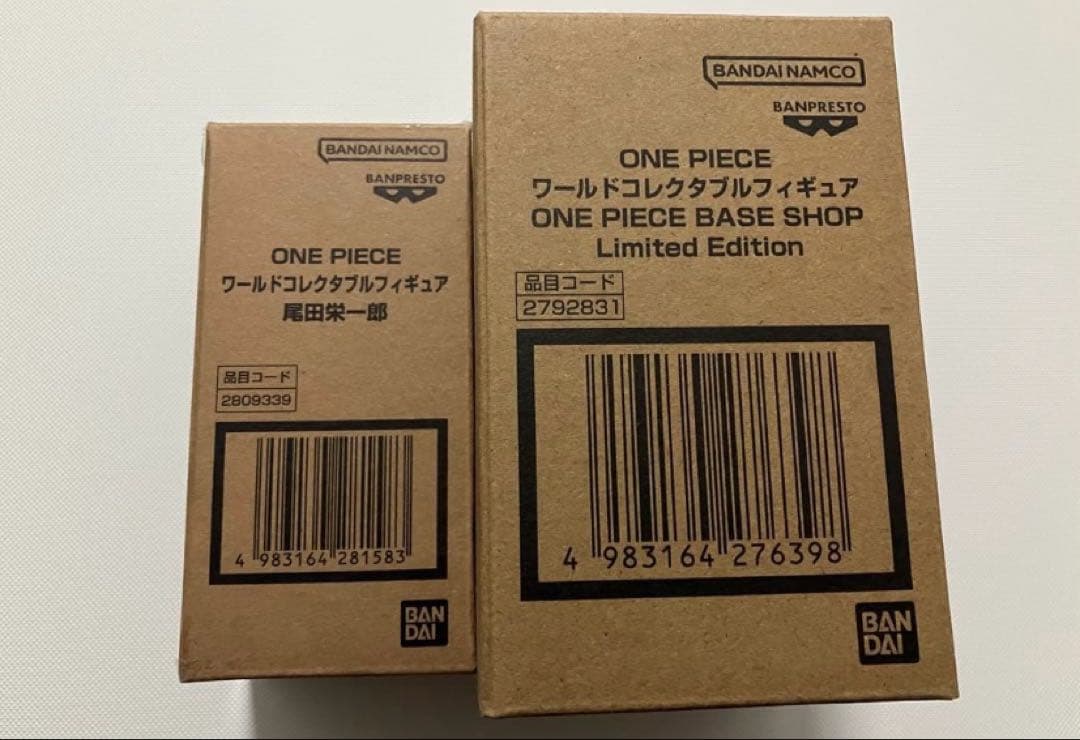 BANDAI NAMCO
BANPRESTO
ONE PIECE
ワールドコレクタブルフィギュア
尾田栄一郎
品目コード
2809339
4 983164 281583
BAN
DAI
BANDAI NAMCO
BANPRESTO
ONE PIECE
ワールドコレクタブルフィギュア
ONE PIECE BASE SHOP
Limited Edition
品目コード
2792831
4 983164 276398
BAN
DAI